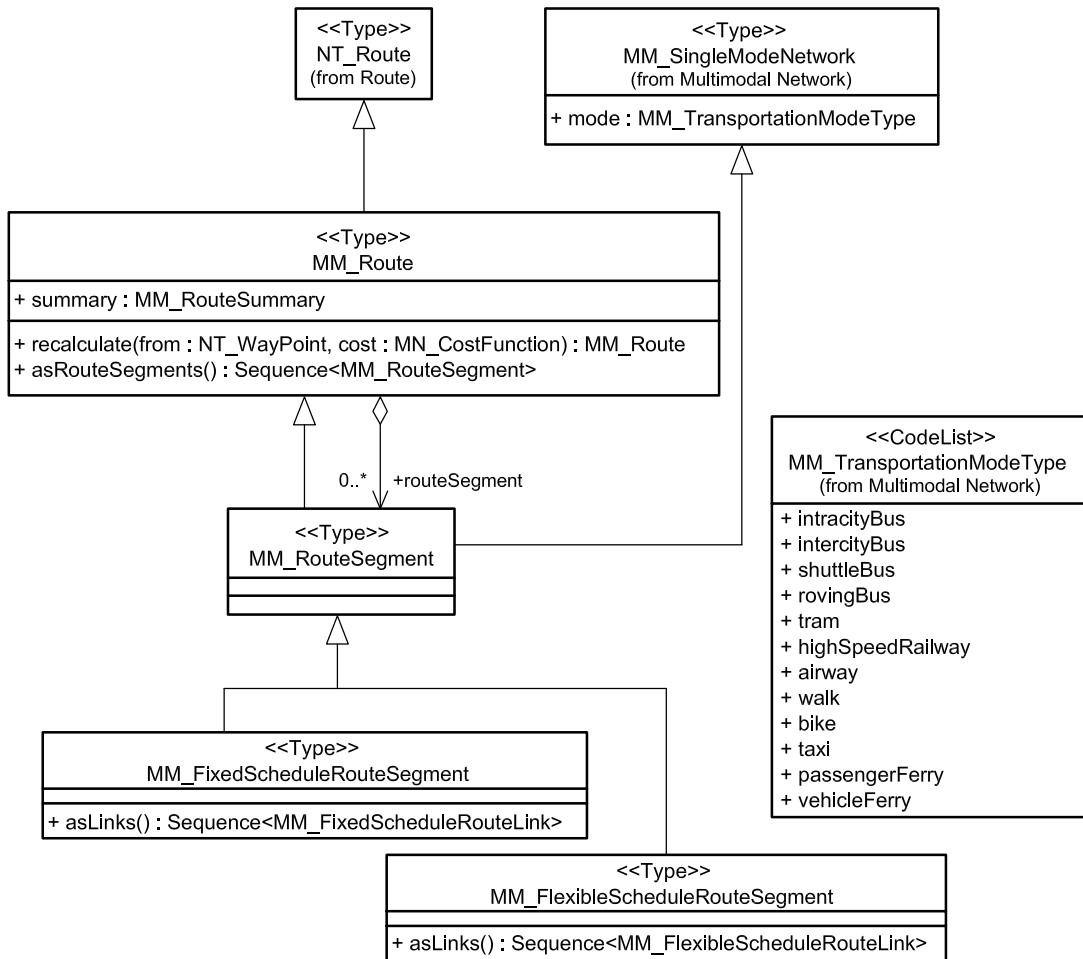 <<Type>>
NT_Route
(from Route)
<<Type>>
MM_SingleModeNetwork
(from Multimodal Network)
+ mode : MM_TransportationModeType
<<Type>>
MM_Route
+ summary : MM_RouteSummary
+ recalculate(from : NT_WayPoint, cost : MN_CostFunction) : MM_Route
+ asRouteSegments() : Sequence<MM_RouteSegment>
0..*
+routeSegment
<<Type>>
MM_RouteSegment
<<CodeList>>
MM_TransportationModeType
(from Multimodal Network)
+ intracityBus
+ intercityBus
+ shuttleBus
+ rovingBus
+ tram
+ highSpeedRailway
+ airway
+ walk
+ bike
+ taxi
+ passengerFerry
+ vehicleFerry
<<Type>>
MM_FixedScheduleRouteSegment
+ asLinks() : Sequence<MM_FixedScheduleRouteLink>
<<Type>>
MM_FlexibleScheduleRouteSegment
+ asLinks() : Sequence<MM_FlexibleScheduleRouteLink>